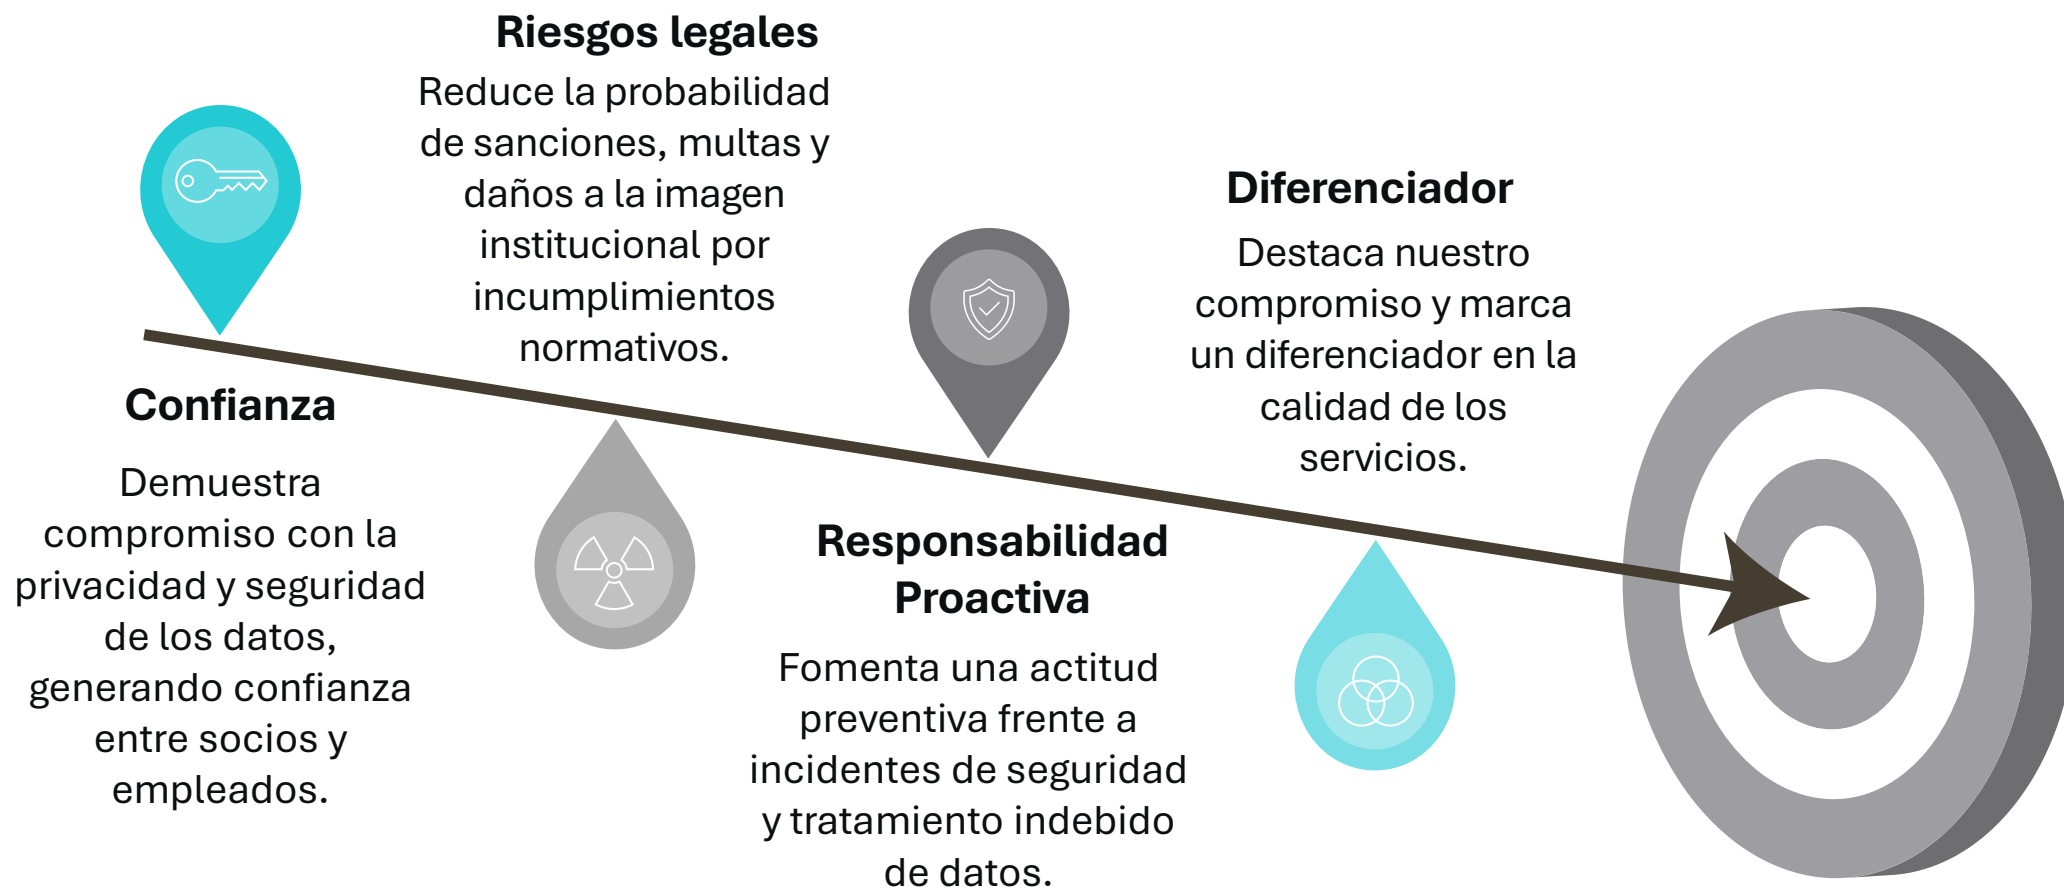 Riesgos legales
Reduce la probabilidad
de sanciones, multas y
daños a la imagen
institucional por
incumplimientos
normativos.
Diferenciador
Destaca nuestro
compromiso y marca
un diferenciador en la
calidad de los
servicios.
Confianza
Demuestra
compromiso con la
privacidad y seguridad
de los datos,
generando confianza
entre socios y
empleados.
Responsabilidad
Proactiva
Fomenta una actitud
preventiva frente a
incidentes de seguridad
y tratamiento indebido
de datos.